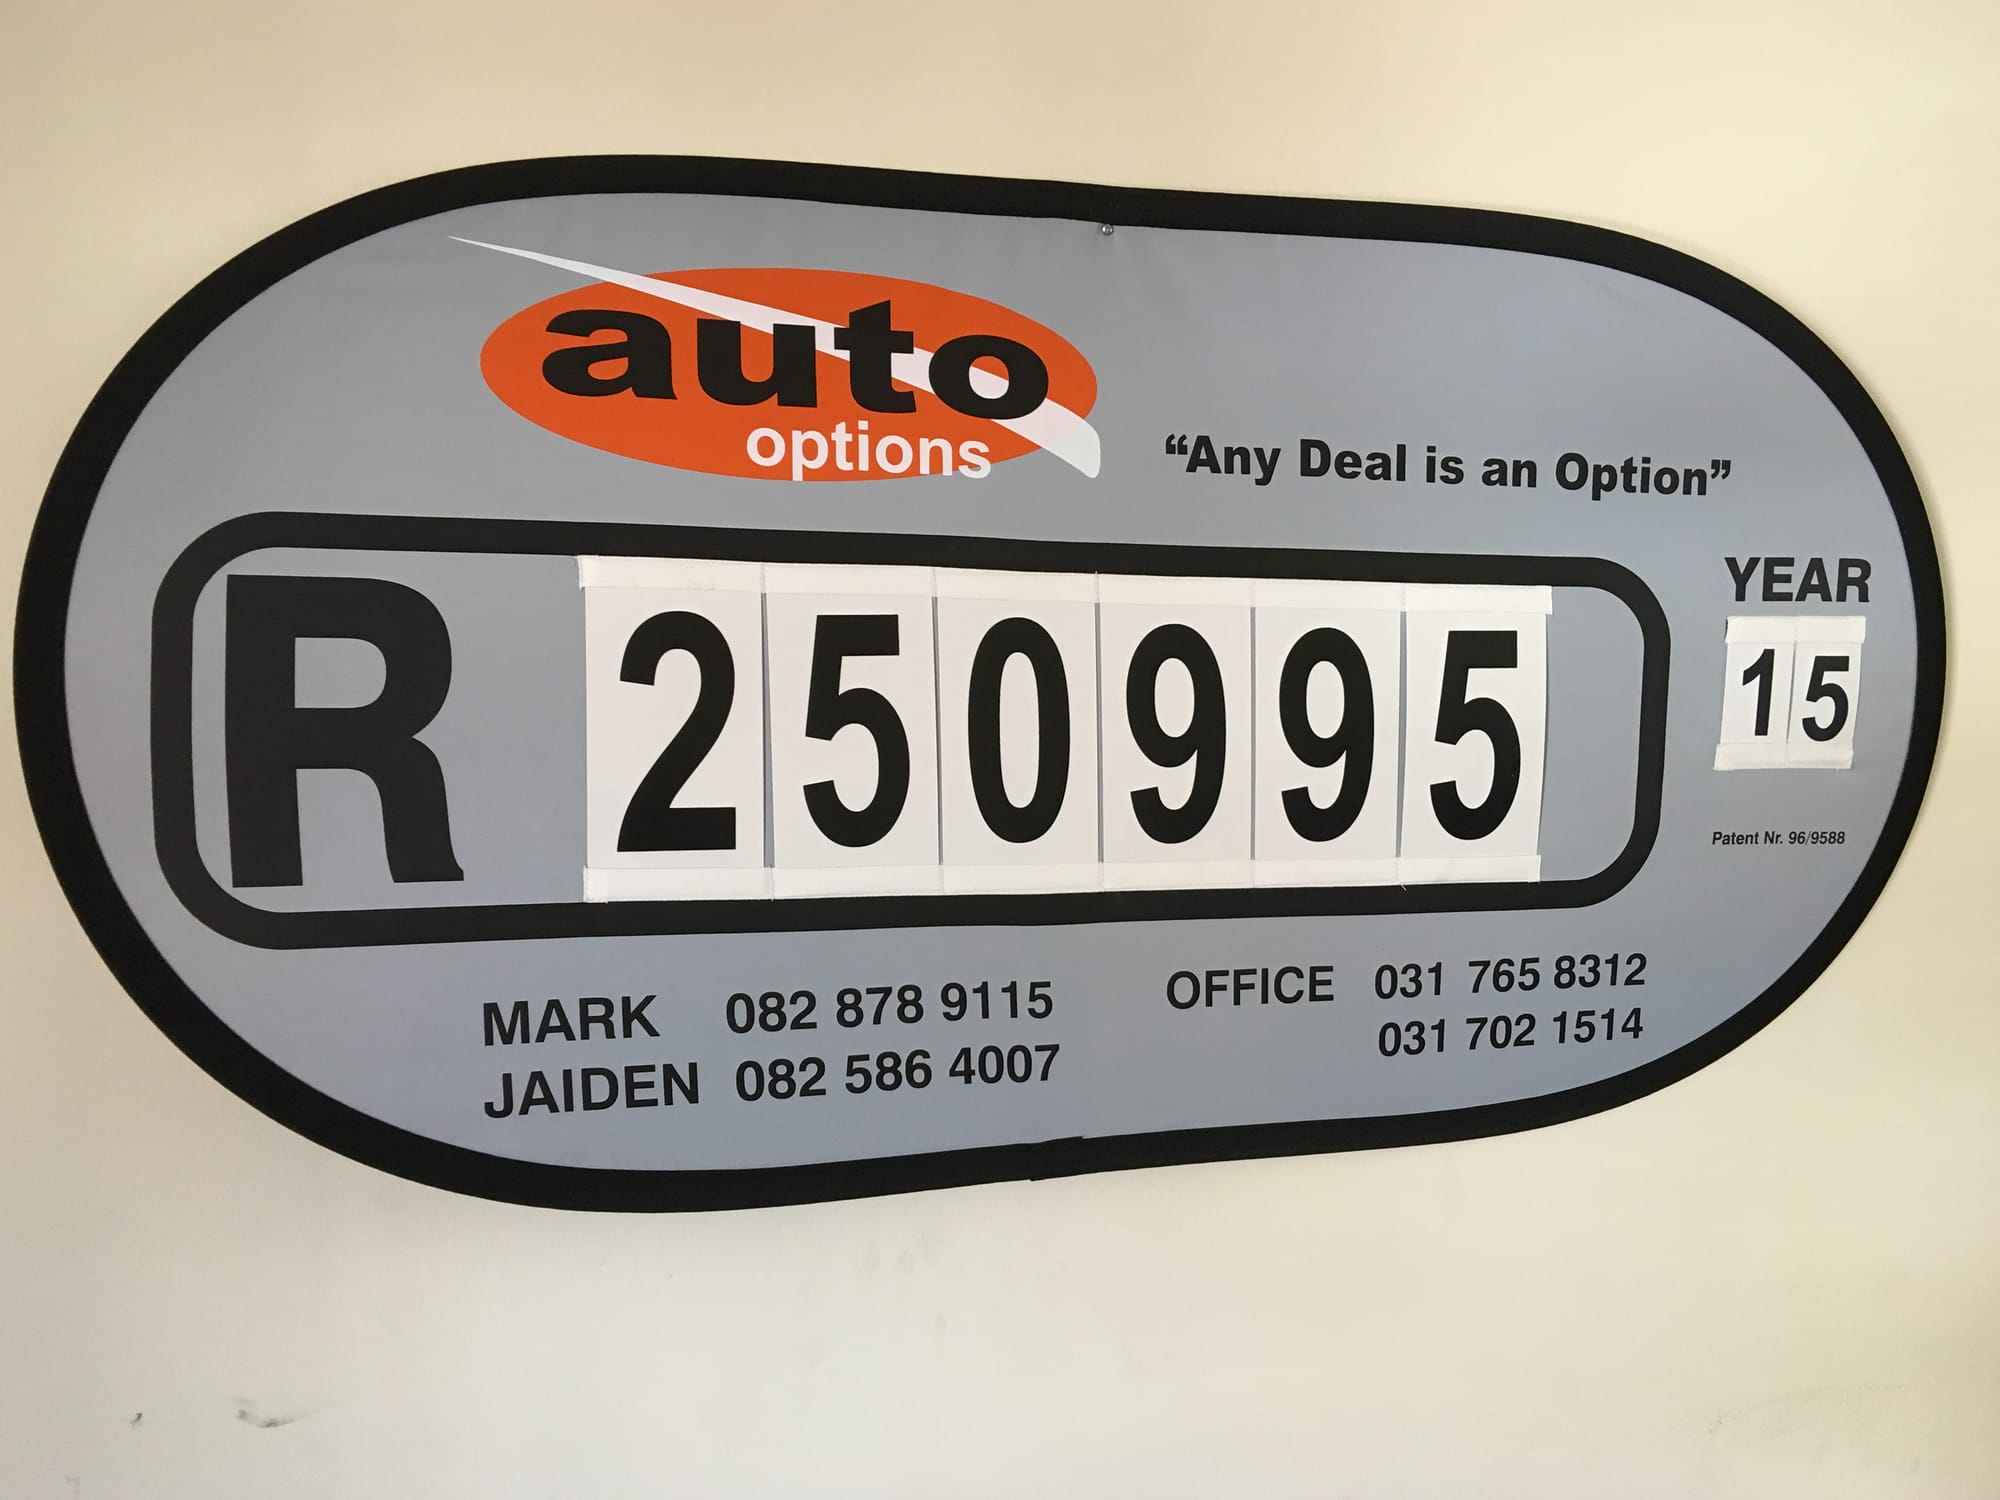 auto
options
“Any Deal is an Option”
R 250995
YEAR
15
Patent Nr. 96/9588
MARK 082 878 9115
JAIDEN 082 586 4007
OFFICE 031 765 8312
031 702 1514